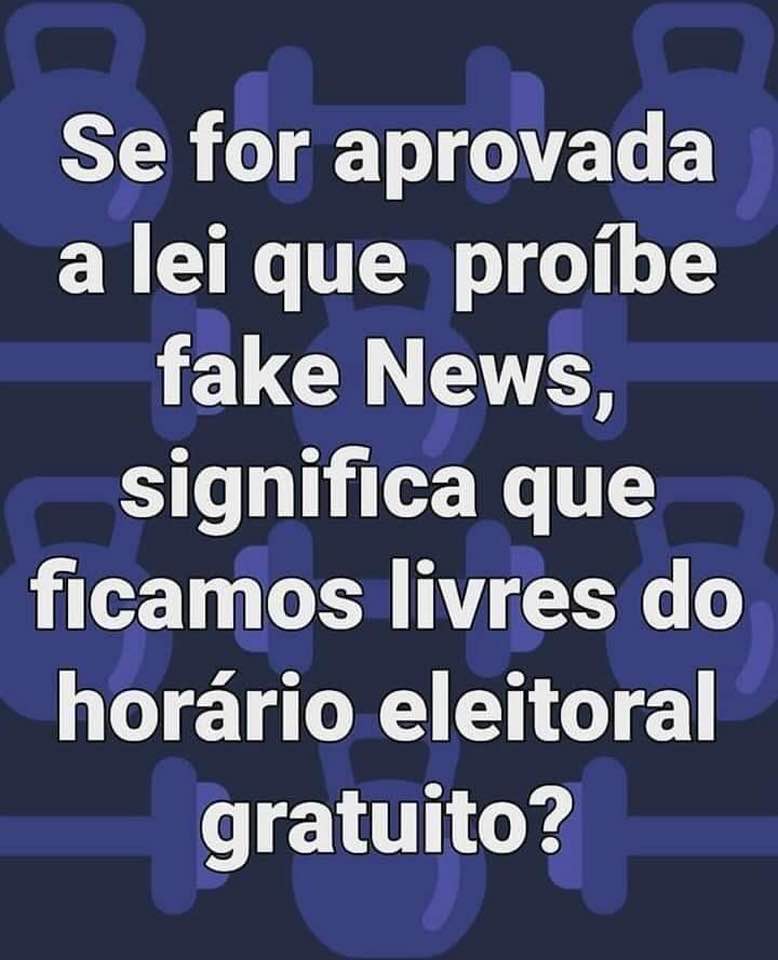 Se for aprovada
a lei que proíbe
fake News,
significa que
ficamos livres do
horário eleitoral
gratuito?